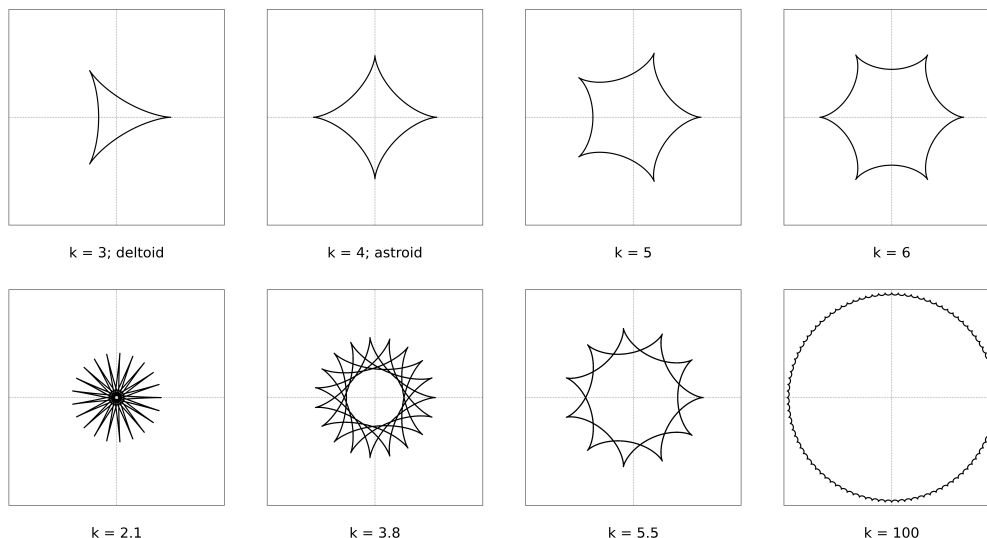 k = 3; deltoid
k = 4; astroid
k = 5
k = 6
k = 2.1
k = 3.8
k = 5.5
k = 100